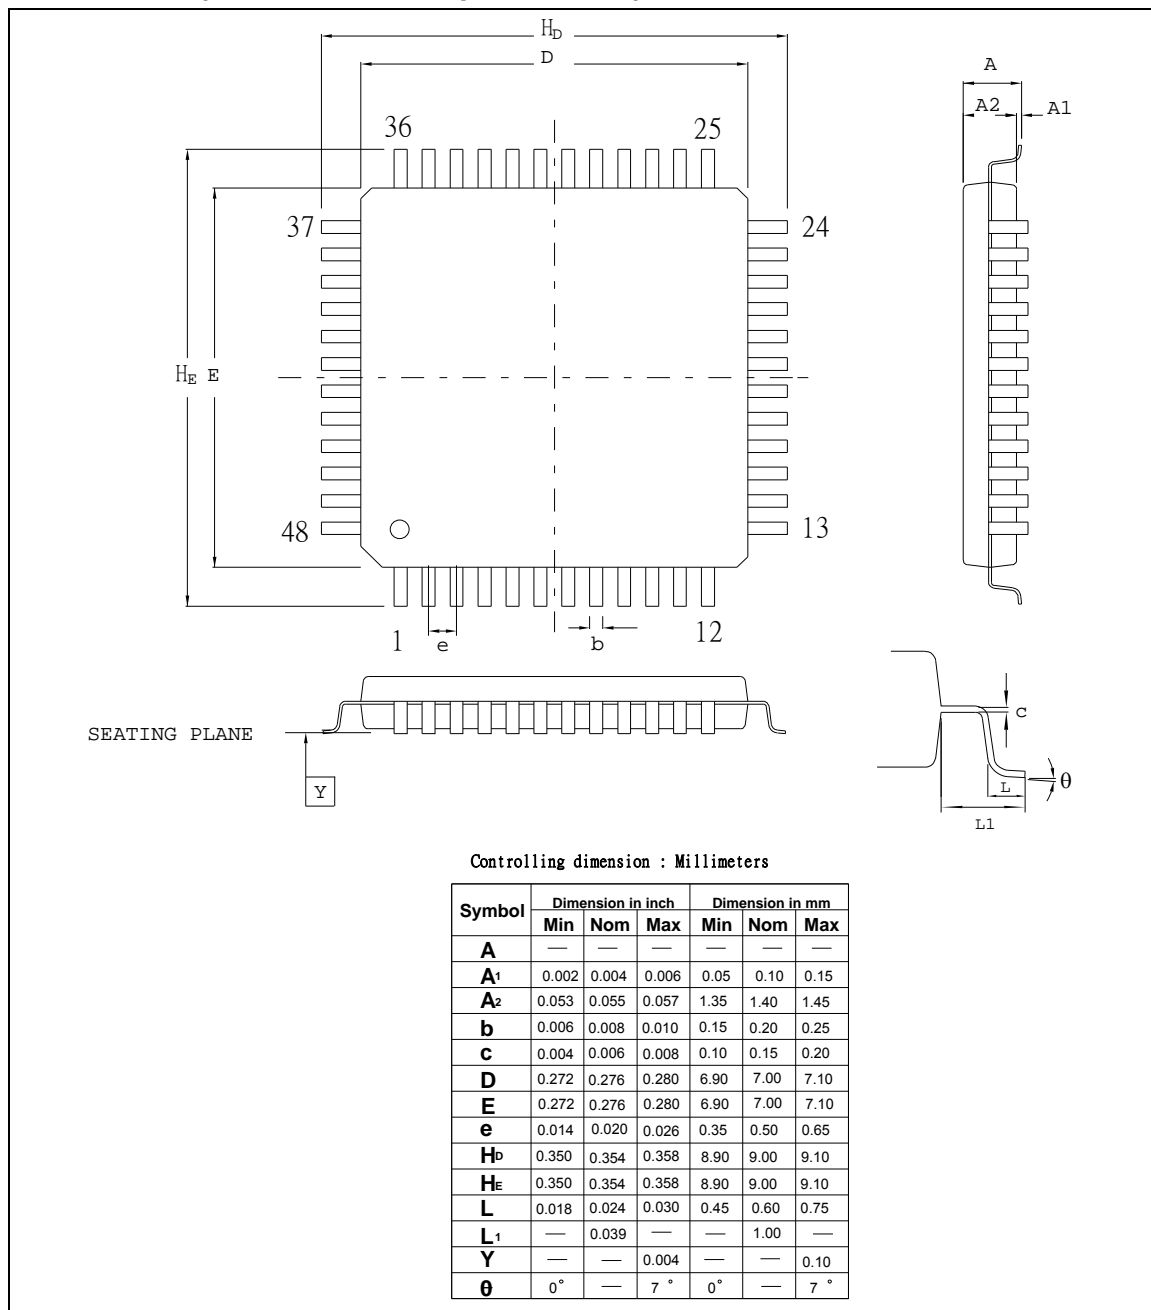 H_D
D
A
A2 A1
36 25
37 24
H_E E
48 13
1 e b 12
SEATING PLANE
Y
c
L θ
L1
Controlling dimension : Millimeters
Symbol Dimension in inch Dimension in mm
Min Nom Max Min Nom Max
A — — — — — —
A1 0.002 0.004 0.006 0.05 0.10 0.15
A2 0.053 0.055 0.057 1.35 1.40 1.45
b 0.006 0.008 0.010 0.15 0.20 0.25
c 0.004 0.006 0.008 0.10 0.15 0.20
D 0.272 0.276 0.280 6.90 7.00 7.10
E 0.272 0.276 0.280 6.90 7.00 7.10
e 0.014 0.020 0.026 0.35 0.50 0.65
HD 0.350 0.354 0.358 8.90 9.00 9.10
HE 0.350 0.354 0.358 8.90 9.00 9.10
L 0.018 0.024 0.030 0.45 0.60 0.75
L1 — 0.039 — — 1.00 —
Y — — 0.004 — — 0.10
θ 0° — 7° 0° — 7°